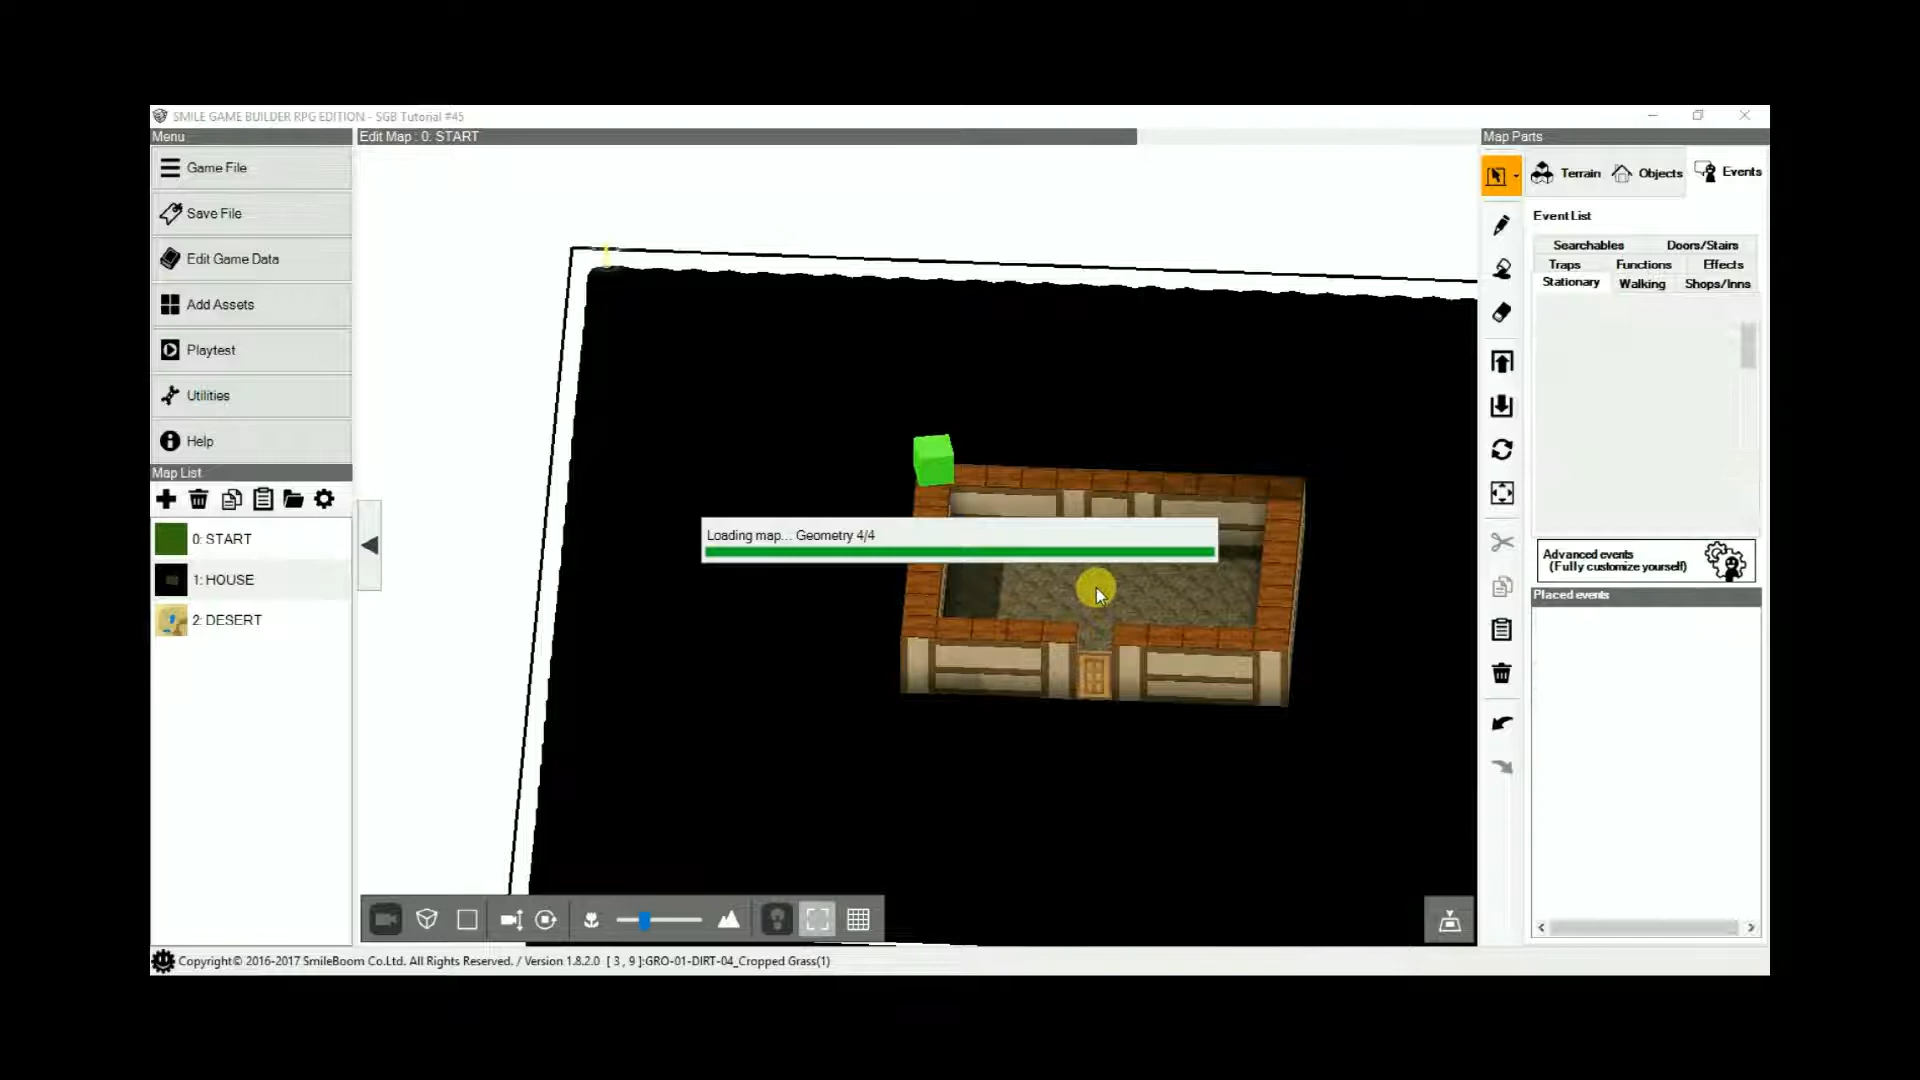 SMILE GAME BUILDER RPG EDITION - SGB Tutorial #45
Menu
Edit Map : 0: START
Map Parts
Game File
Save File
Edit Game Data
Add Assets
Playtest
Utilities
Help
Map List
0: START
1: HOUSE
2: DESERT
Loading map... Geometry 4/4
Terrain
Objects
Events
Event List
Searchables
Doors/Stairs
Traps
Functions
Effects
Stationary
Walking
Shops/Inns
Advanced events
(Fully customize yourself)
Placed events
Copyright© 2016-2017 SmileBoom Co.Ltd. All Rights Reserved. / Version 1.8.2.0 [ 3 , 9 ]:GRO-01-DIRT-04_Cropped Grass(1)